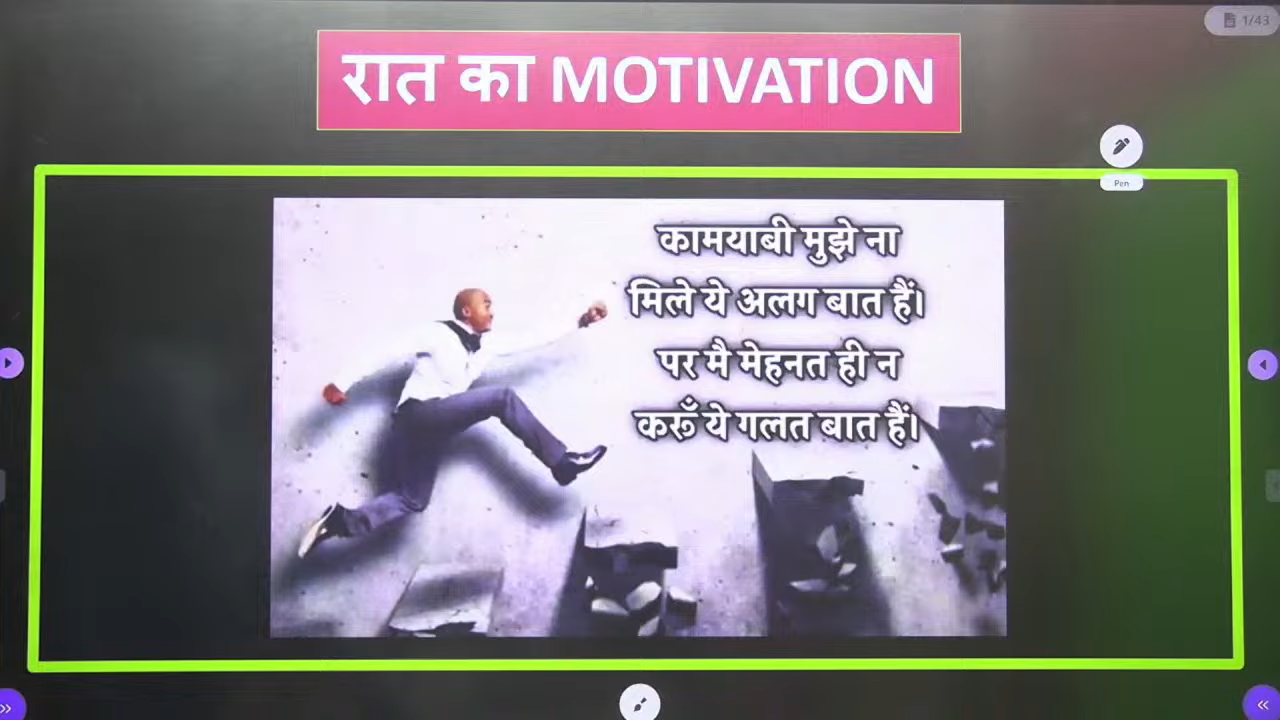 1/43
रात का MOTIVATION
Pen
कामयाबी मुझे ना
मिले ये अलग बात हैं।
पर मै मेहनत ही न
करूँ ये गलत बात हैं।